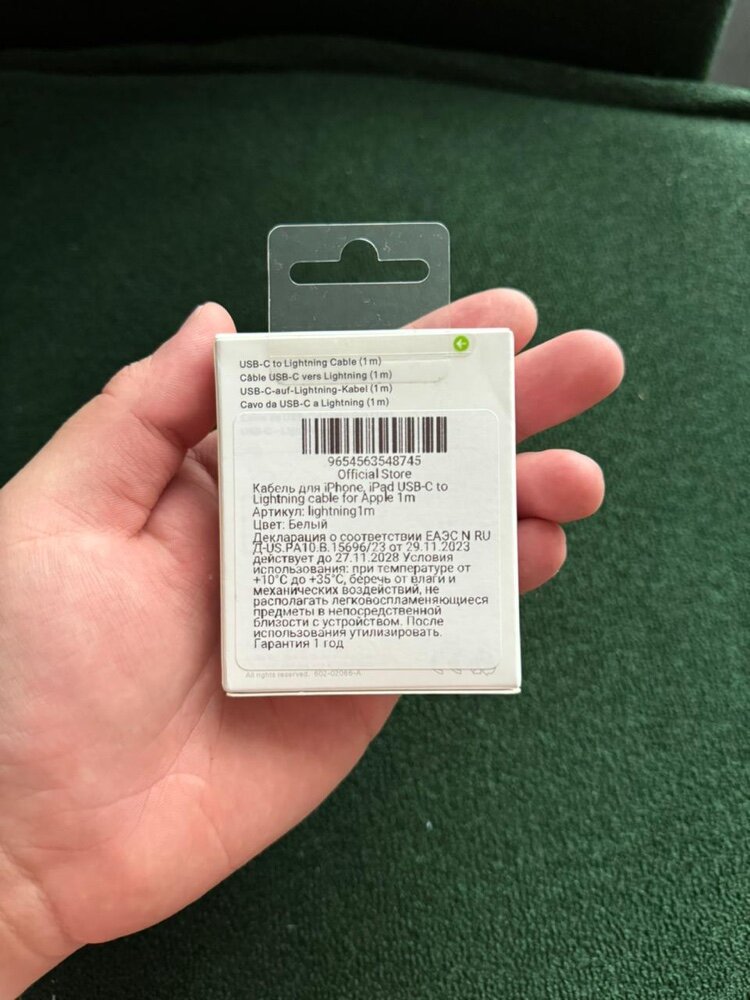 USB-C to Lightning Cable (1 m)
Câble USB-C vers Lightning (1 m)
USB-C-auf-Lightning-Kabel (1 m)
Cavo da USB-C a Lightning (1 m)
9654563548745
Official Store
Кабель для iPhone, iPad USB-C to
Lightning cable for Apple 1m
Артикул: lightning1m
Цвет: Белый
Декларация о соответствии ЕАЭС N RU
Д-US.РА10.В.15696/23 от 29.11.2023
действует до 27.11.2028 Условия
использования: при температуре от
+10°C до +35°C, беречь от влаги и
механических воздействий, не
располагать легковоспламеняющиеся
предметы в непосредственной
близости с устройством. После
использования утилизировать.
Гарантия 1 год
All rights reserved. 602-02066-A